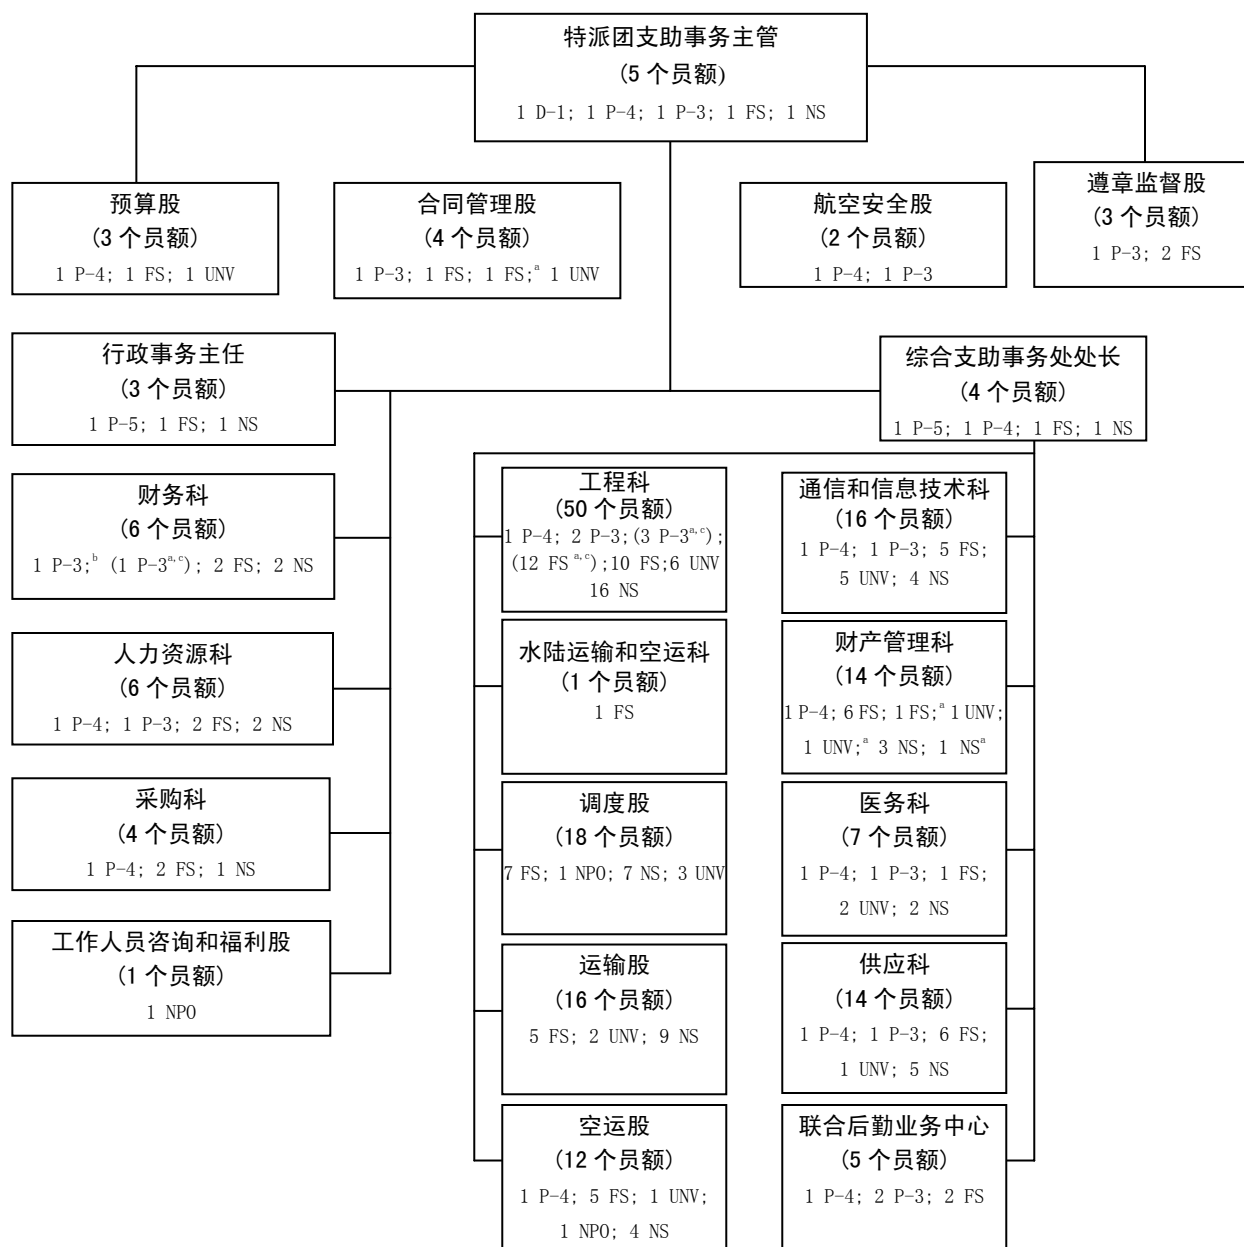 特派团支助事务主管
(5 个员额)
1 D-1; 1 P-4; 1 P-3; 1 FS; 1 NS
预算股
(3 个员额)
1 P-4; 1 FS; 1 UNV
合同管理股
(4 个员额)
1 P-3; 1 FS; 1 FS;ᵃ 1 UNV
航空安全股
(2 个员额)
1 P-4; 1 P-3
遵章监督股
(3 个员额)
1 P-3; 2 FS
行政事务主任
(3 个员额)
1 P-5; 1 FS; 1 NS
综合支助事务处处长
(4 个员额)
1 P-5; 1 P-4; 1 FS; 1 NS
财务科
(6 个员额)
1 P-3;ᵇ (1 P-3ᵃ,ᶜ); 2 FS; 2 NS
人力资源科
(6 个员额)
1 P-4; 1 P-3; 2 FS; 2 NS
采购科
(4 个员额)
1 P-4; 2 FS; 1 NS
工作人员咨询和福利股
(1 个员额)
1 NPO
工程科
(50 个员额)
1 P-4; 2 P-3;(3 P-3ᵃ,ᶜ);
(12 FS ᵃ,ᶜ);10 FS;6 UNV
16 NS
水陆运输和空运科
(1 个员额)
1 FS
调度股
(18 个员额)
7 FS; 1 NPO; 7 NS; 3 UNV
运输股
(16 个员额)
5 FS; 2 UNV; 9 NS
空运股
(12 个员额)
1 P-4; 5 FS; 1 UNV;
1 NPO; 4 NS
通信和信息技术科
(16 个员额)
1 P-4; 1 P-3; 5 FS;
5 UNV; 4 NS
财产管理科
(14 个员额)
1 P-4; 6 FS; 1 FS;ᵃ 1 UNV;
1 UNV;ᵃ 3 NS; 1 NSᵃ
医务科
(7 个员额)
1 P-4; 1 P-3; 1 FS;
2 UNV; 2 NS
供应科
(14 个员额)
1 P-4; 1 P-3; 6 FS;
1 UNV; 5 NS
联合后勤业务中心
(5 个员额)
1 P-4; 2 P-3; 2 FS